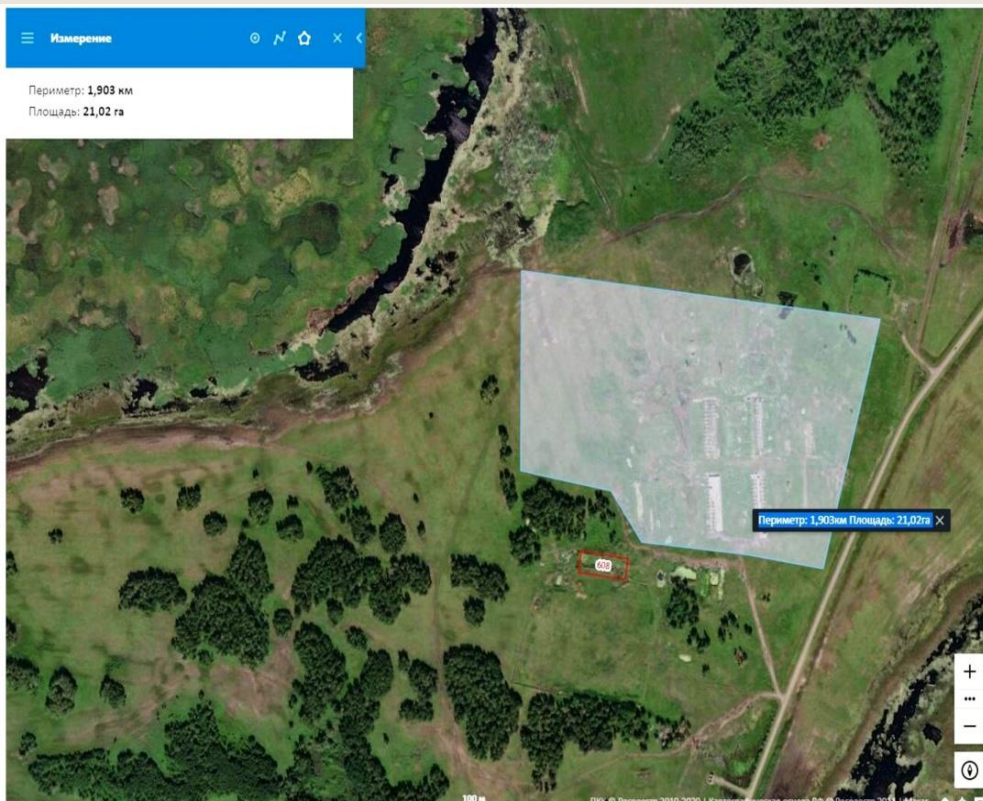 Измерение
Периметр: 1,903 км
Площадь: 21,02 га
Периметр: 1,903км Площадь: 21,02га
608
100 м